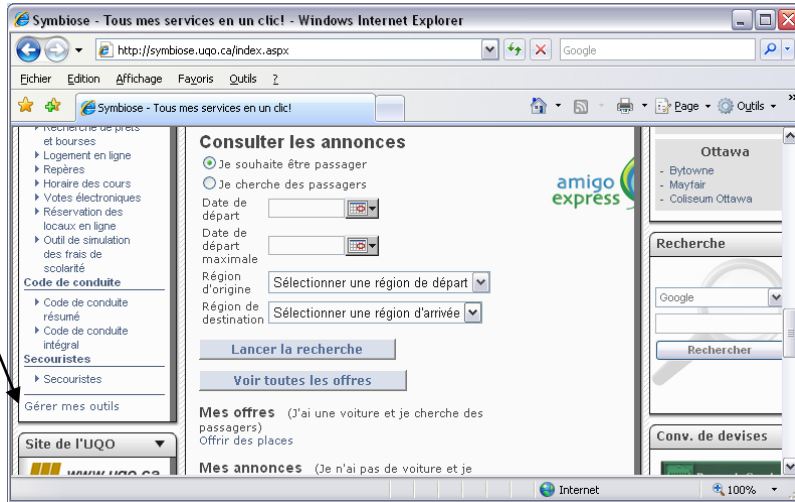 Symbiose - Tous mes services en un clic! - Windows Internet Explorer
http://symbiose.uqo.ca/index.aspx
Google
Fichier Edition Affichage Favoris Outils ?
Symbiose - Tous mes services en un clic!
Page Outils »
Recherche de prêts
et bourses
Logement en ligne
Repères
Horaire des cours
Votes électroniques
Réservation des
locaux en ligne
Outil de simulation
des frais de
scolarité
Code de conduite
Code de conduite
résumé
Code de conduite
intégral
Secouristes
Secouristes
Gérer mes outils
Site de l'UQO
www.uqo.ca
Consulter les annonces
Je souhaite être passager
Je cherche des passagers
amigo
express
Date de
départ
Date de
départ
maximale
Région
d'origine
Sélectionner une région de départ
Région de
destination
Sélectionner une région d'arrivée
Lancer la recherche
Voir toutes les offres
Mes offres (J'ai une voiture et je cherche des
passagers)
Offrir des places
Mes annonces (Je n'ai pas de voiture et je
Ottawa
- Bytowne
- Mayfair
- Coliseum Ottawa
Recherche
Google
Rechercher
Conv. de devises
Internet
100%